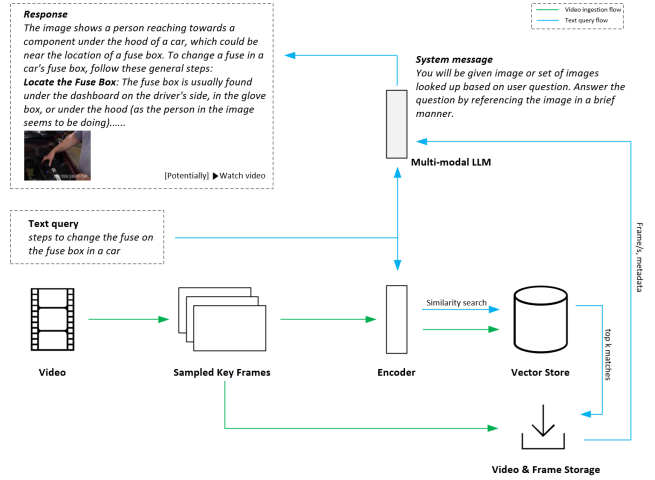 Response
The image shows a person reaching towards a
component under the hood of a car, which could be
near the location of a fuse box. To change a fuse in a
car's fuse box, follow these general steps:
Locate the Fuse Box: The fuse box is usually found
under the dashboard on the driver's side, in the glove
box, or under the hood (as the person in the image
seems to be doing)......
[Potentially] ▶Watch video
Video ingestion flow
Text query flow
System message
You will be given image or set of images
looked up based on user question. Answer the
question by referencing the image in a brief
manner.
Multi-modal LLM
Text query
steps to change the fuse on
the fuse box in a car
Frame/s, metadata
Similarity search
top k matches
Video
Sampled Key Frames
Encoder
Vector Store
Video & Frame Storage